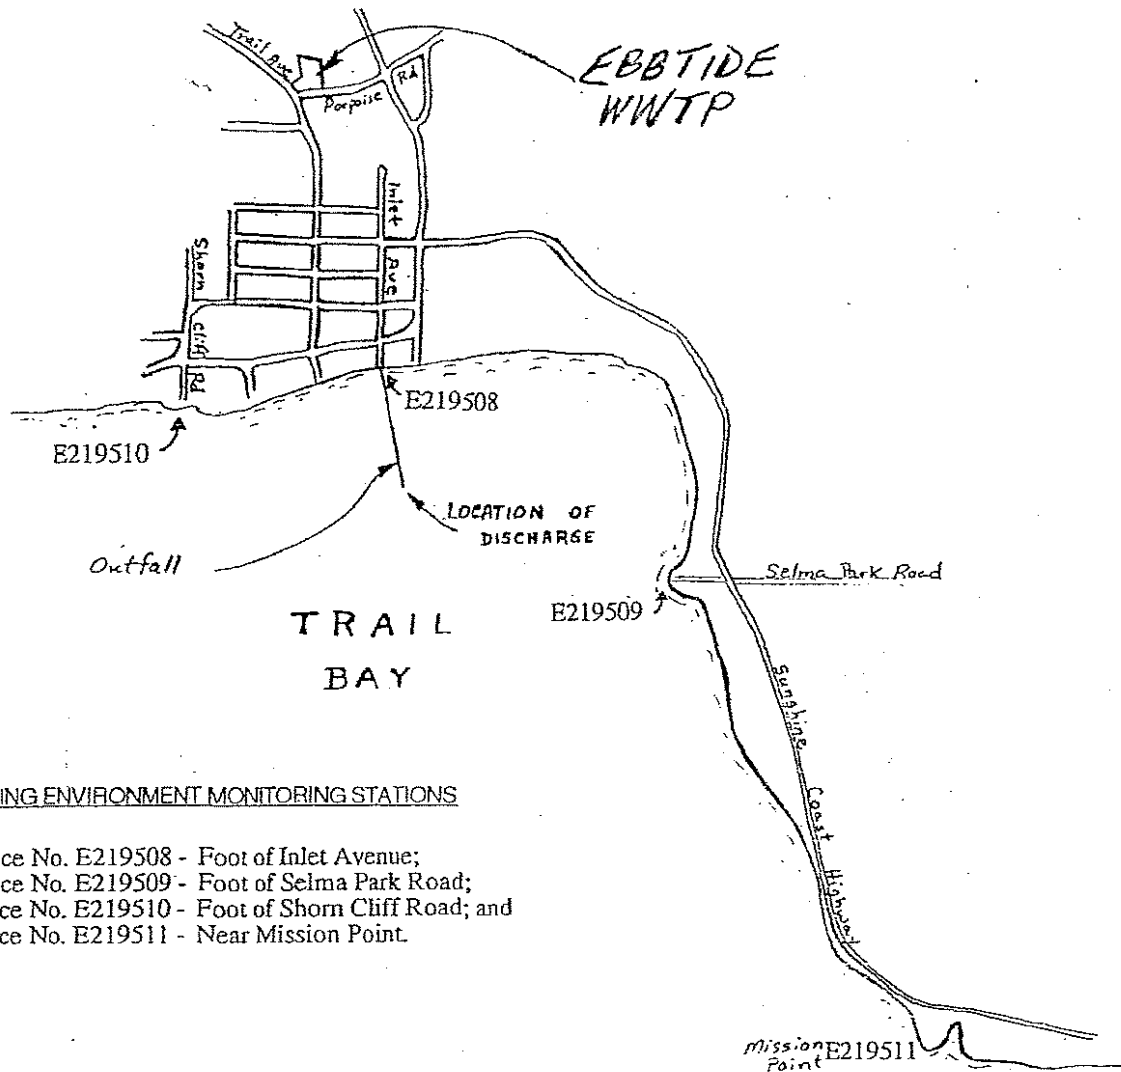 Trail Ave
EBBTIDE
WWTP
Rd
Porpoise
Inlet Ave
Shorn Cliff Rd
E219508
E219510
LOCATION OF
DISCHARGE
Outfall
Selma Park Road
E219509
TRAIL
BAY
Sunshine Coast Highway
ING ENVIRONMENT MONITORING STATIONS
ce No. E219508 - Foot of Inlet Avenue;
ce No. E219509 - Foot of Selma Park Road;
ce No. E219510 - Foot of Shorn Cliff Road; and
ce No. E219511 - Near Mission Point.
Mission
Point
E219511